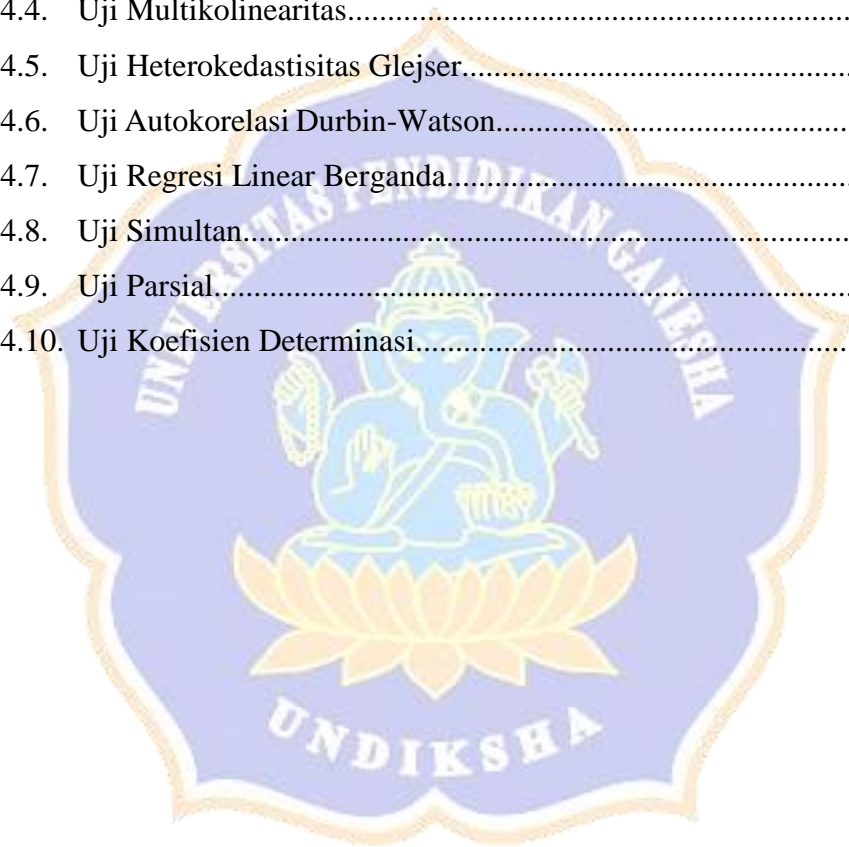 4.4. Uji Multikolinearitas..........................................................
4.5. Uji Heterokedastisitas Glejser............................................
4.6. Uji Autokorelasi Durbin-Watson........................................
4.7. Uji Regresi Linear Berganda..............................................
4.8. Uji Simultan.......................................................................
4.9. Uji Parsial..........................................................................
4.10. Uji Koefisien Determinasi.................................................
UNIVERSITAS PENDIDIKAN GANESHA
UNDIKSHA